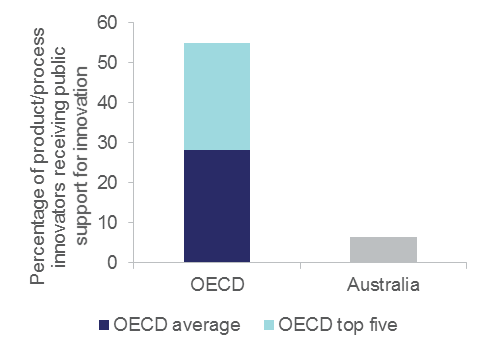 Percentage of product/process
innovators receiving public
support for innovation
60
50
40
30
20
10
0
OECD
Australia
OECD average
OECD top five